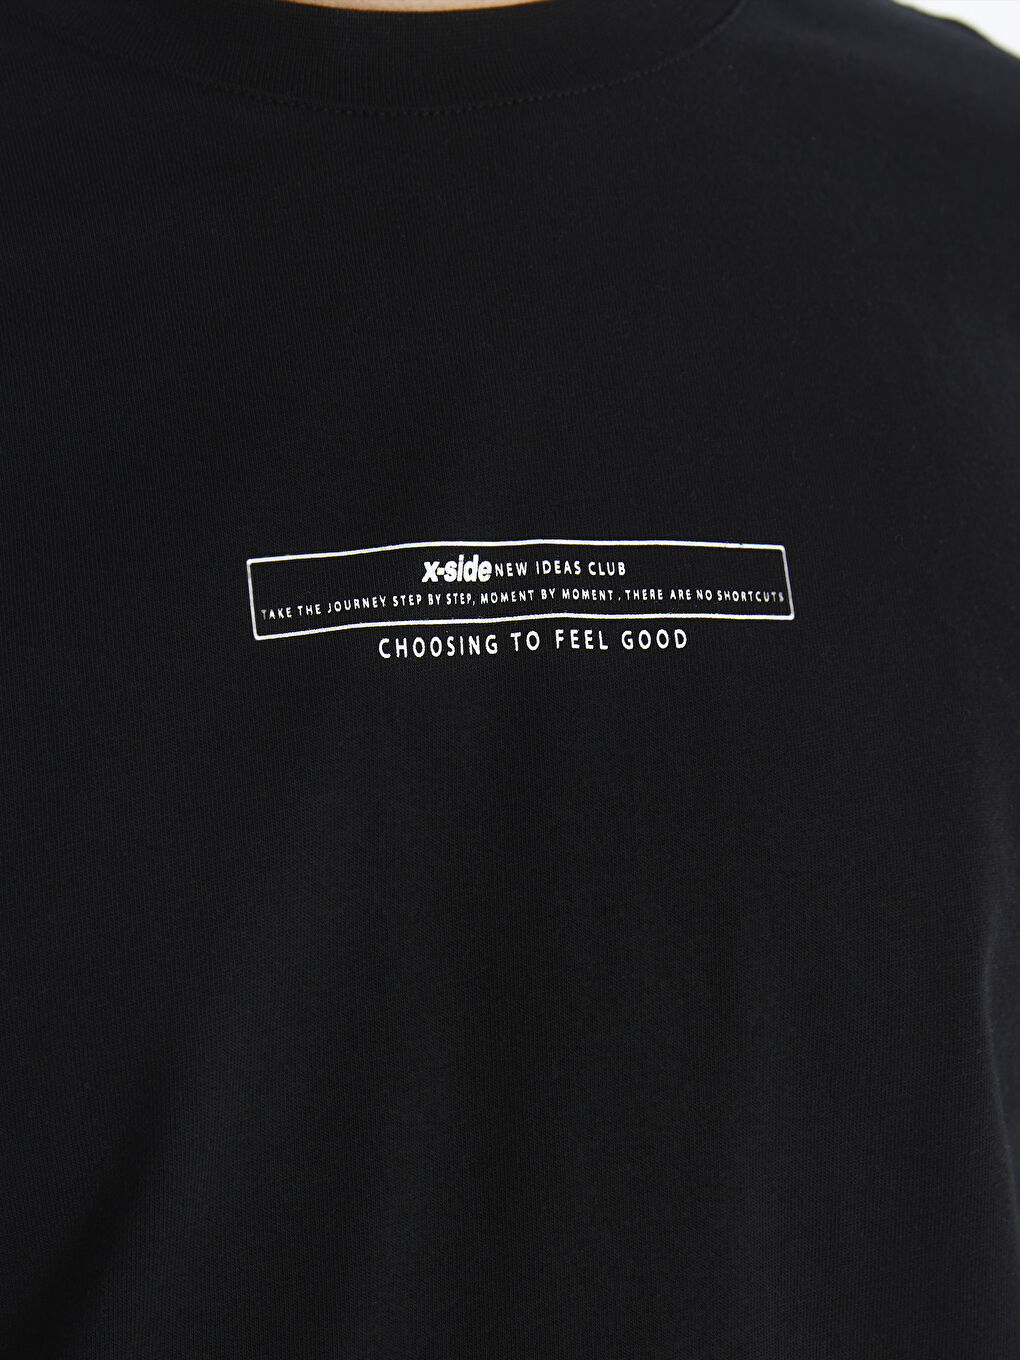 x-side NEW IDEAS CLUB
TAKE THE JOURNEY STEP BY STEP, MOMENT BY MOMENT , THERE ARE NO SHORTCUTS
CHOOSING TO FEEL GOOD